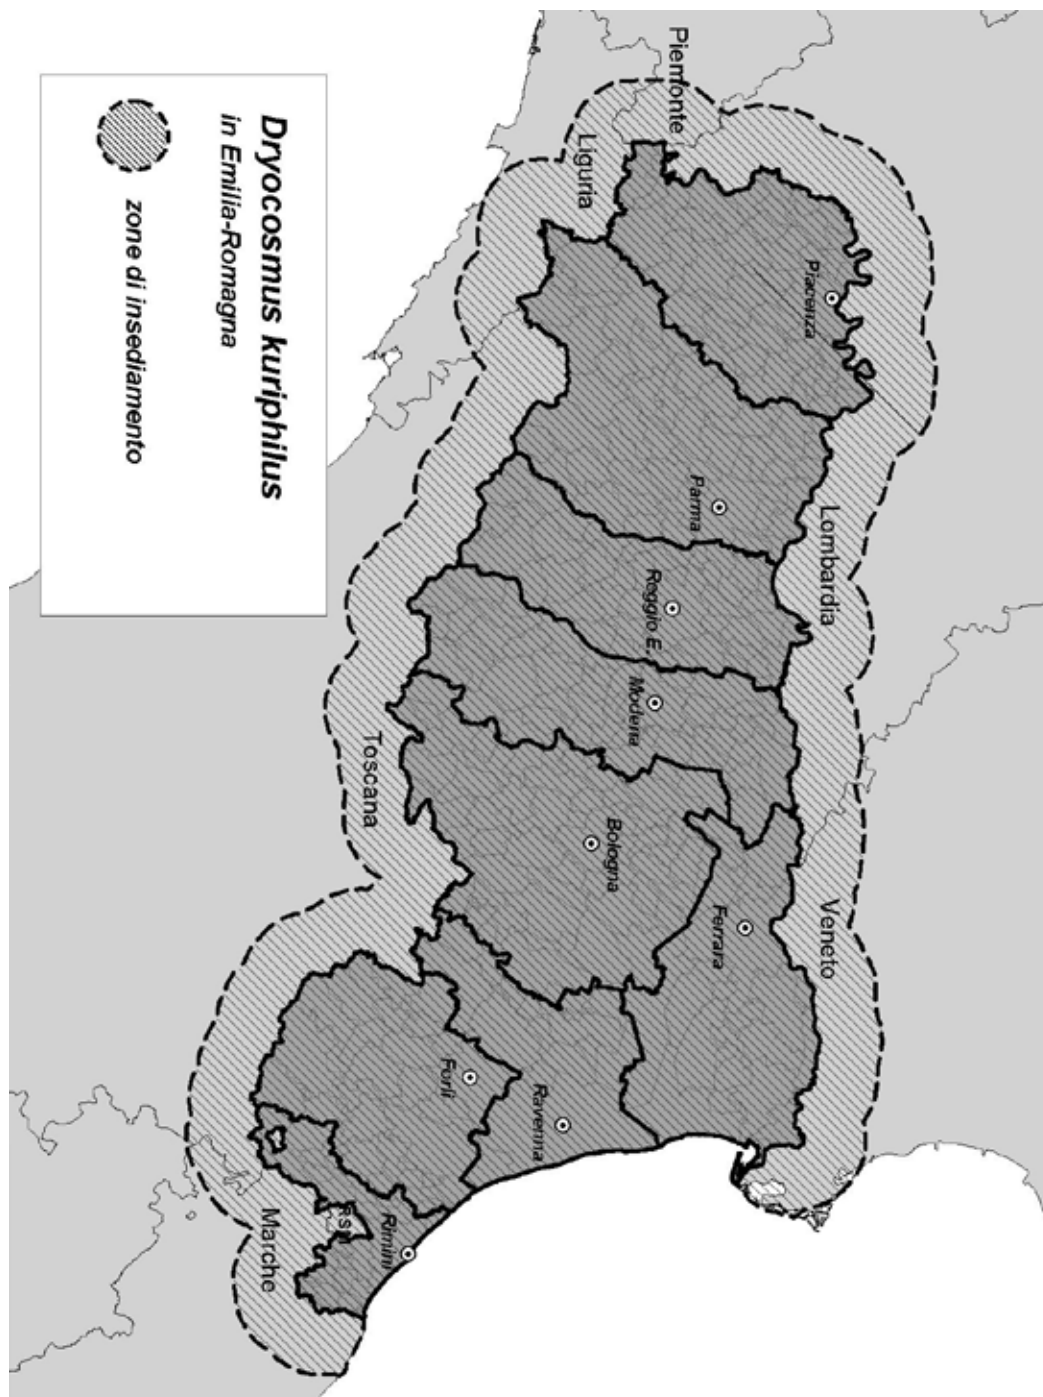 Piemonte
Liguria
Piacenza
Lombardia
Parma
Reggio E.
Modena
Veneto
Ferrara
Bologna
Toscana
Ravenna
Forlì
Rimini
RSM
Marche
Dryocosmus kuriphilus
in Emilia-Romagna
zone di insediamento